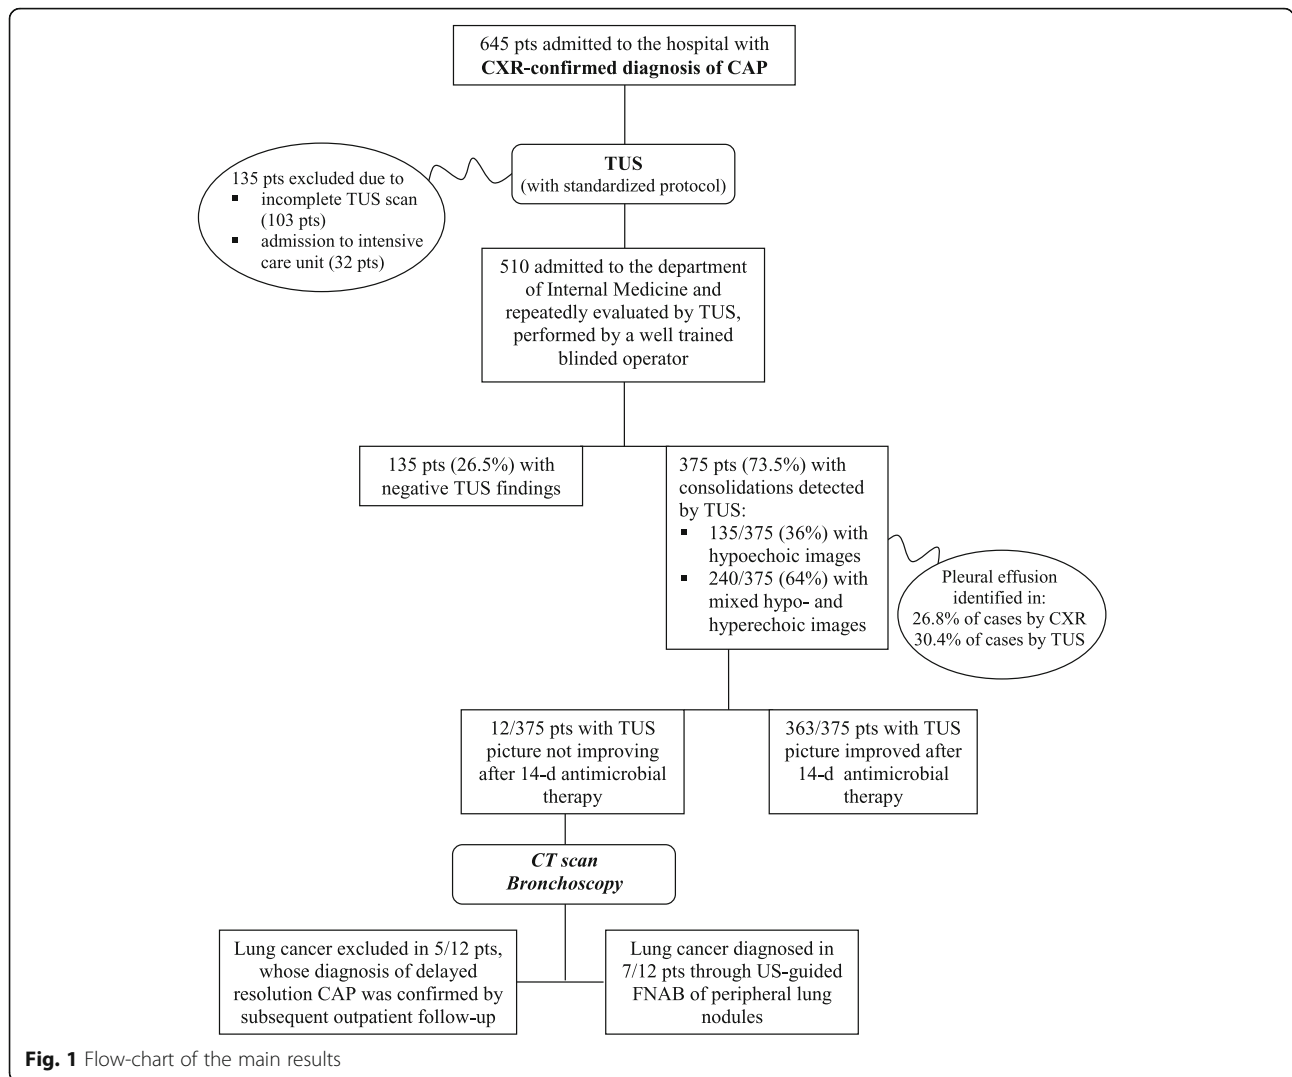 645 pts admitted to the hospital with
CXR-confirmed diagnosis of CAP
TUS
(with standardized protocol)
135 pts excluded due to
▪ incomplete TUS scan
(103 pts)
▪ admission to intensive
care unit (32 pts)
510 admitted to the department
of Internal Medicine and
repeatedly evaluated by TUS,
performed by a well trained
blinded operator
135 pts (26.5%) with
negative TUS findings
375 pts (73.5%) with
consolidations detected
by TUS:
▪ 135/375 (36%) with
hypoechoic images
▪ 240/375 (64%) with
mixed hypo- and
hyperechoic images
Pleural effusion
identified in:
26.8% of cases by CXR
30.4% of cases by TUS
12/375 pts with TUS
picture not improving
after 14-d antimicrobial
therapy
363/375 pts with TUS
picture improved after
14-d antimicrobial
therapy
CT scan
Bronchoscopy
Lung cancer excluded in 5/12 pts,
whose diagnosis of delayed
resolution CAP was confirmed by
subsequent outpatient follow-up
Lung cancer diagnosed in
7/12 pts through US-guided
FNAB of peripheral lung
nodules
Fig. 1 Flow-chart of the main results